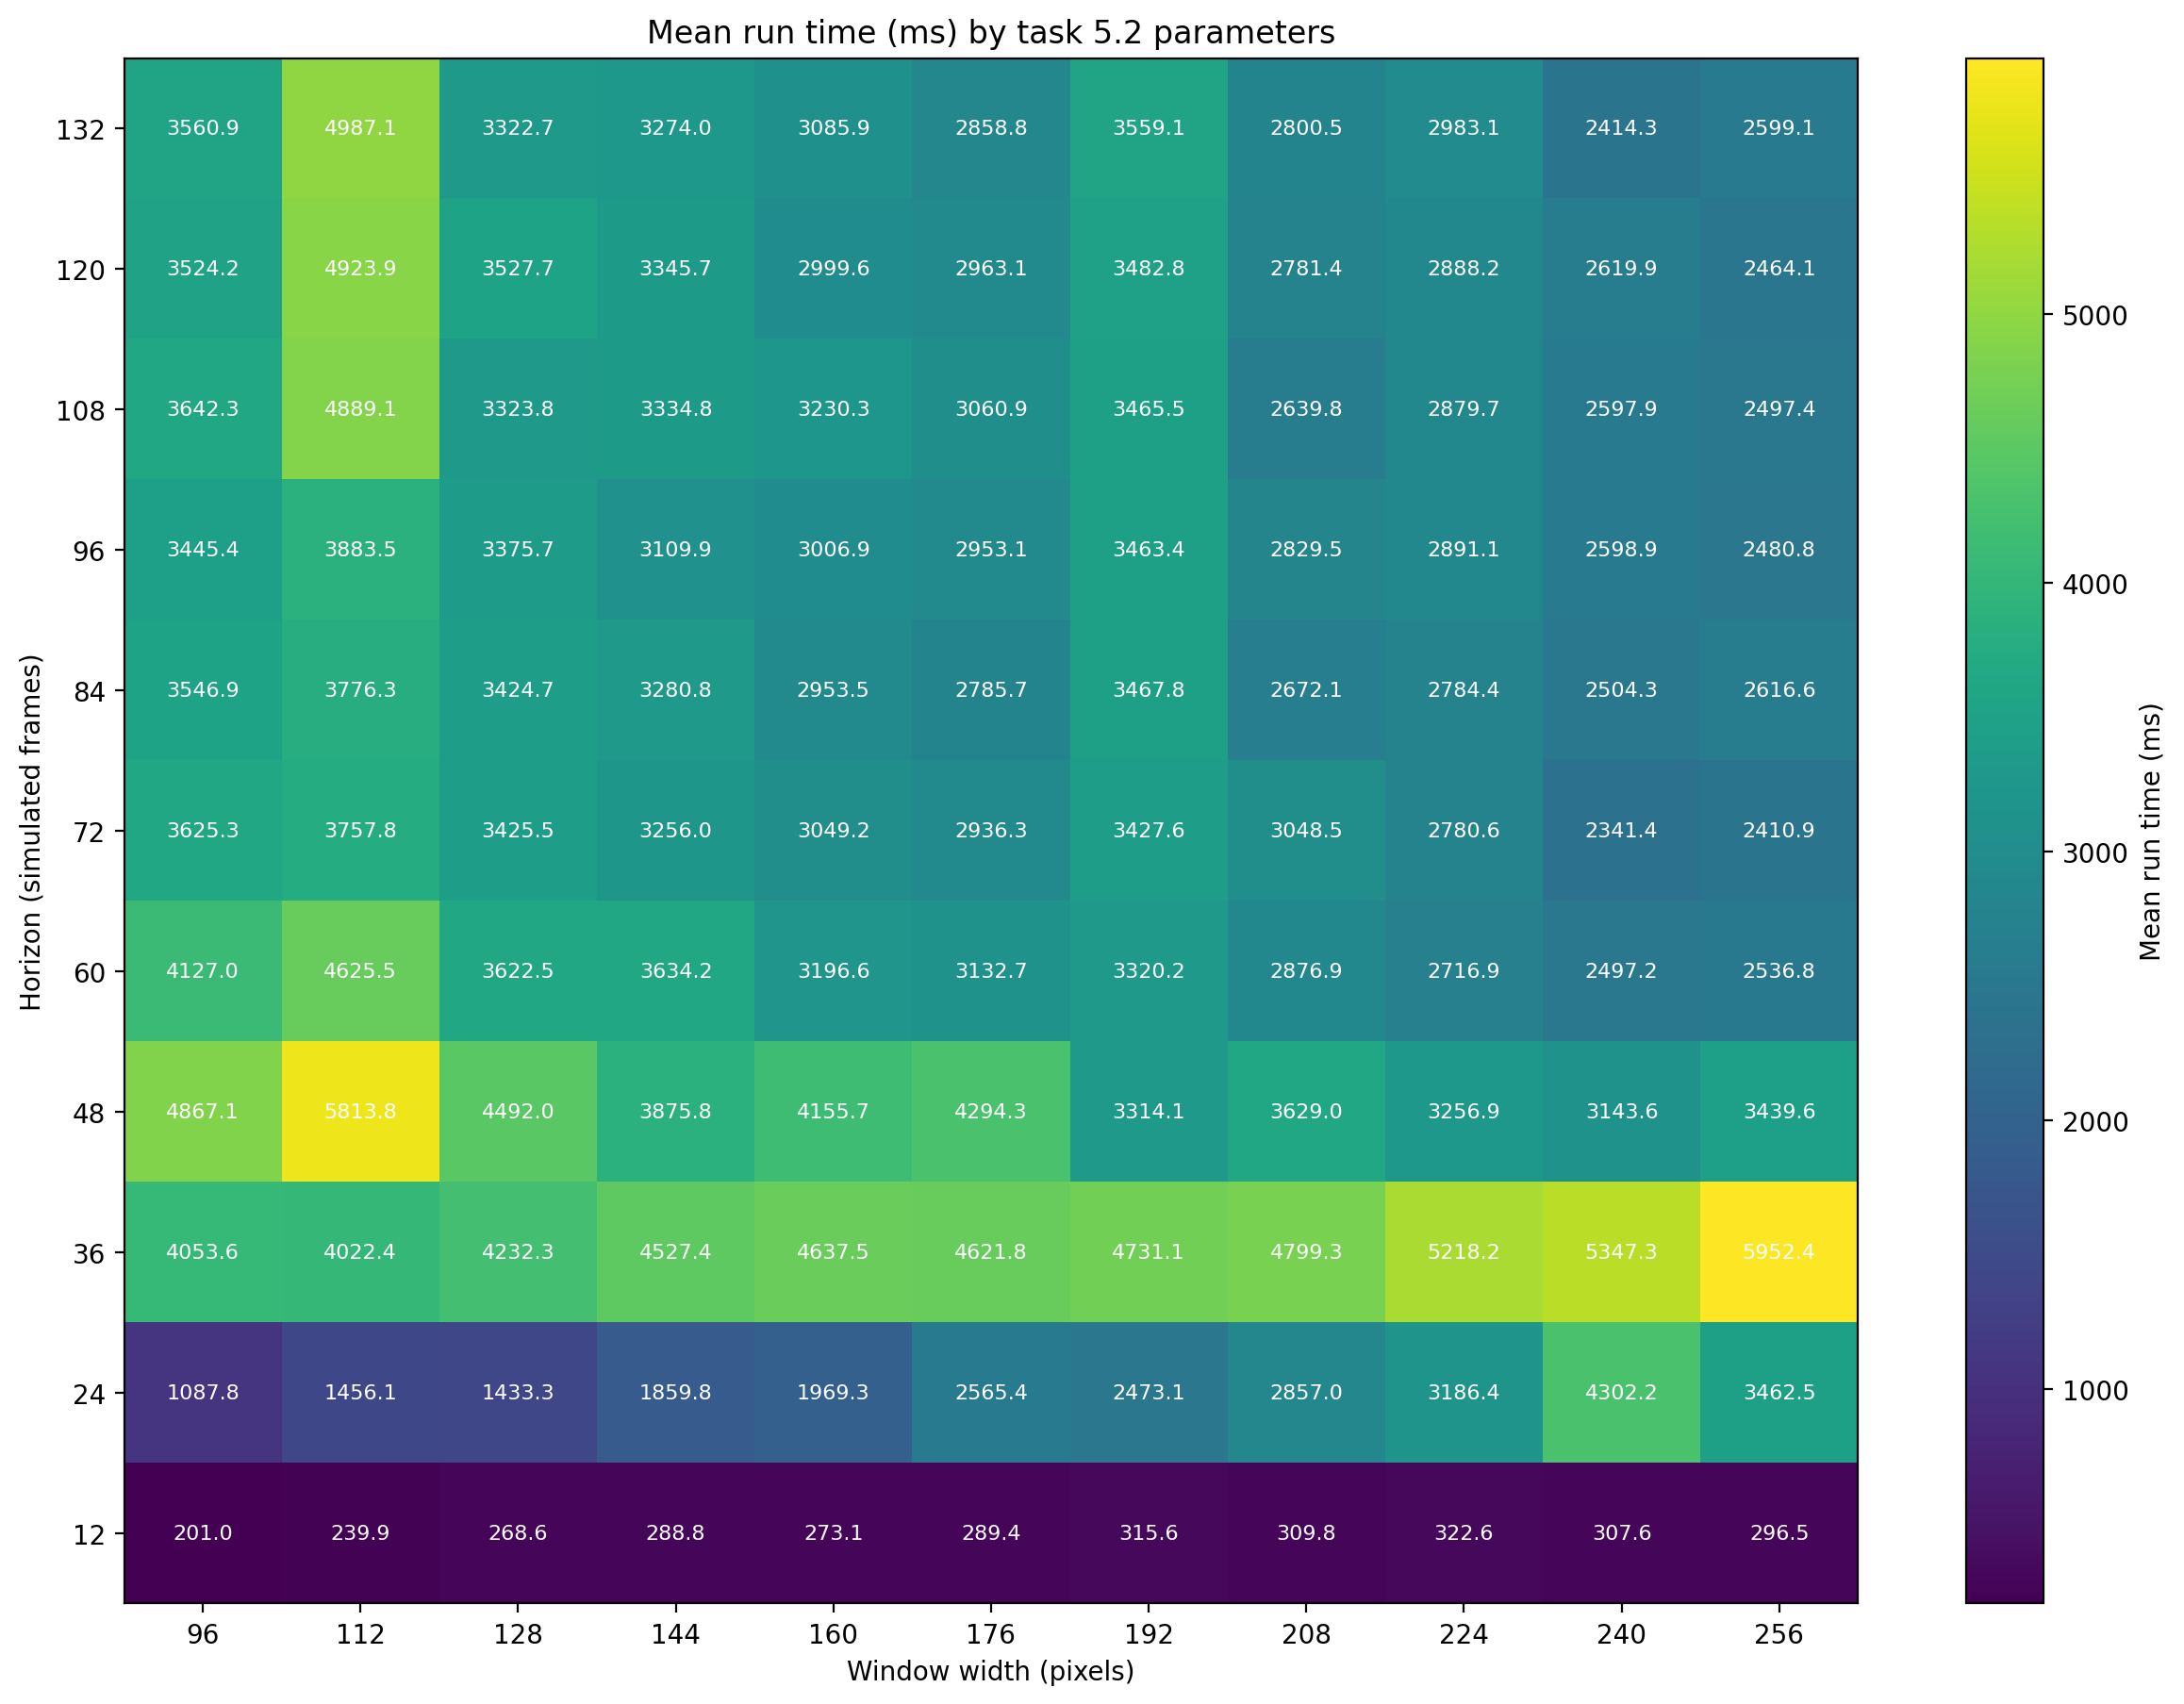 Mean run time (ms) by task 5.2 parameters
132 3560.9 4987.1 3322.7 3274.0 3085.9 2858.8 3559.1 2800.5 2983.1 2414.3 2599.1
120 3524.2 4923.9 3527.7 3345.7 2999.6 2963.1 3482.8 2781.4 2888.2 2619.9 2464.1
108 3642.3 4889.1 3323.8 3334.8 3230.3 3060.9 3465.5 2639.8 2879.7 2597.9 2497.4
96 3445.4 3883.5 3375.7 3109.9 3006.9 2953.1 3463.4 2829.5 2891.1 2598.9 2480.8
84 3546.9 3776.3 3424.7 3280.8 2953.5 2785.7 3467.8 2672.1 2784.4 2504.3 2616.6
72 3625.3 3757.8 3425.5 3256.0 3049.2 2936.3 3427.6 3048.5 2780.6 2341.4 2410.9
60 4127.0 4625.5 3622.5 3634.2 3196.6 3132.7 3320.2 2876.9 2716.9 2497.2 2536.8
48 4867.1 5813.8 4492.0 3875.8 4155.7 4294.3 3314.1 3629.0 3256.9 3143.6 3439.6
36 4053.6 4022.4 4232.3 4527.4 4637.5 4621.8 4731.1 4799.3 5218.2 5347.3 5952.4
24 1087.8 1456.1 1433.3 1859.8 1969.3 2565.4 2473.1 2857.0 3186.4 4302.2 3462.5
12 201.0 239.9 268.6 288.8 273.1 289.4 315.6 309.8 322.6 307.6 296.5
96 112 128 144 160 176 192 208 224 240 256
Window width (pixels)
Horizon (simulated frames)
5000
4000
3000
2000
1000
Mean run time (ms)